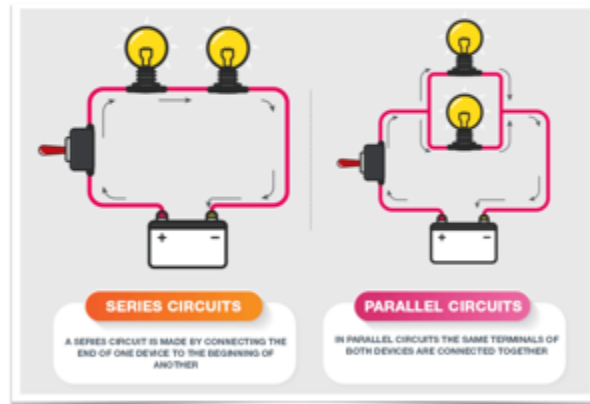 + −
+ −
SERIES CIRCUITS
A SERIES CIRCUIT IS MADE BY CONNECTING THE
END OF ONE DEVICE TO THE BEGINNING OF
ANOTHER
PARALLEL CIRCUITS
IN PARALLEL CIRCUITS THE SAME TERMINALS OF
BOTH DEVICES ARE CONNECTED TOGETHER